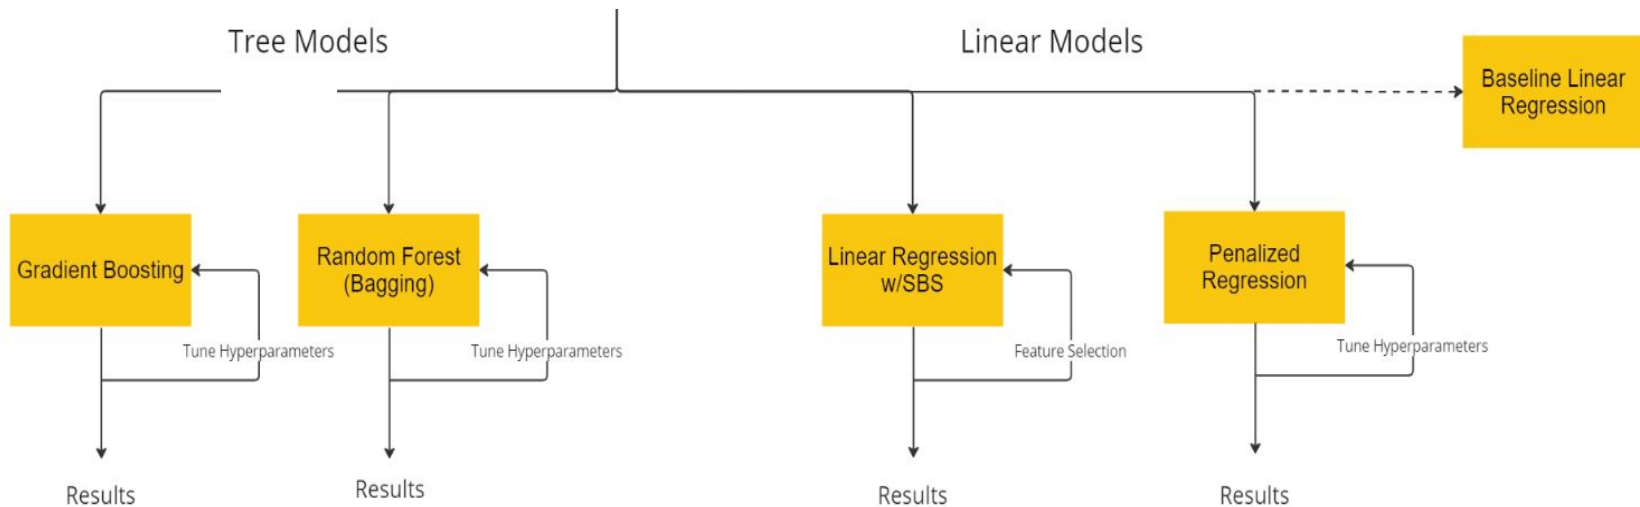 Tree Models
Linear Models
Baseline Linear
Regression
Gradient Boosting
Random Forest
(Bagging)
Linear Regression
w/SBS
Penalized
Regression
Tune Hyperparameters
Tune Hyperparameters
Feature Selection
Tune Hyperparameters
Results
Results
Results
Results